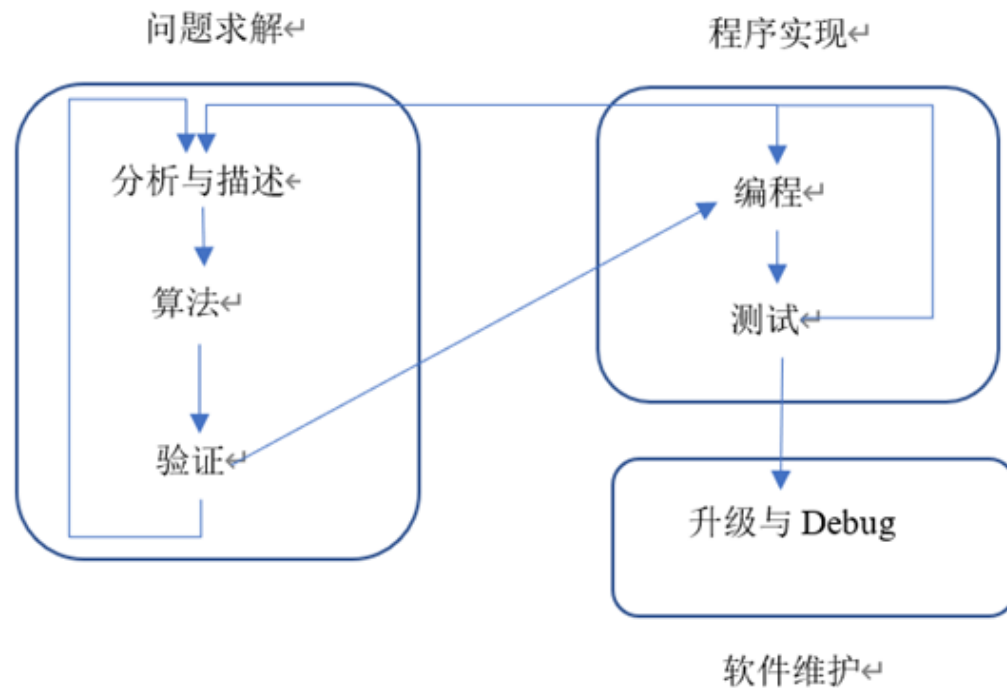 问题求解
程序实现
分析与描述
算法
验证
编程
测试
升级与 Debug
软件维护